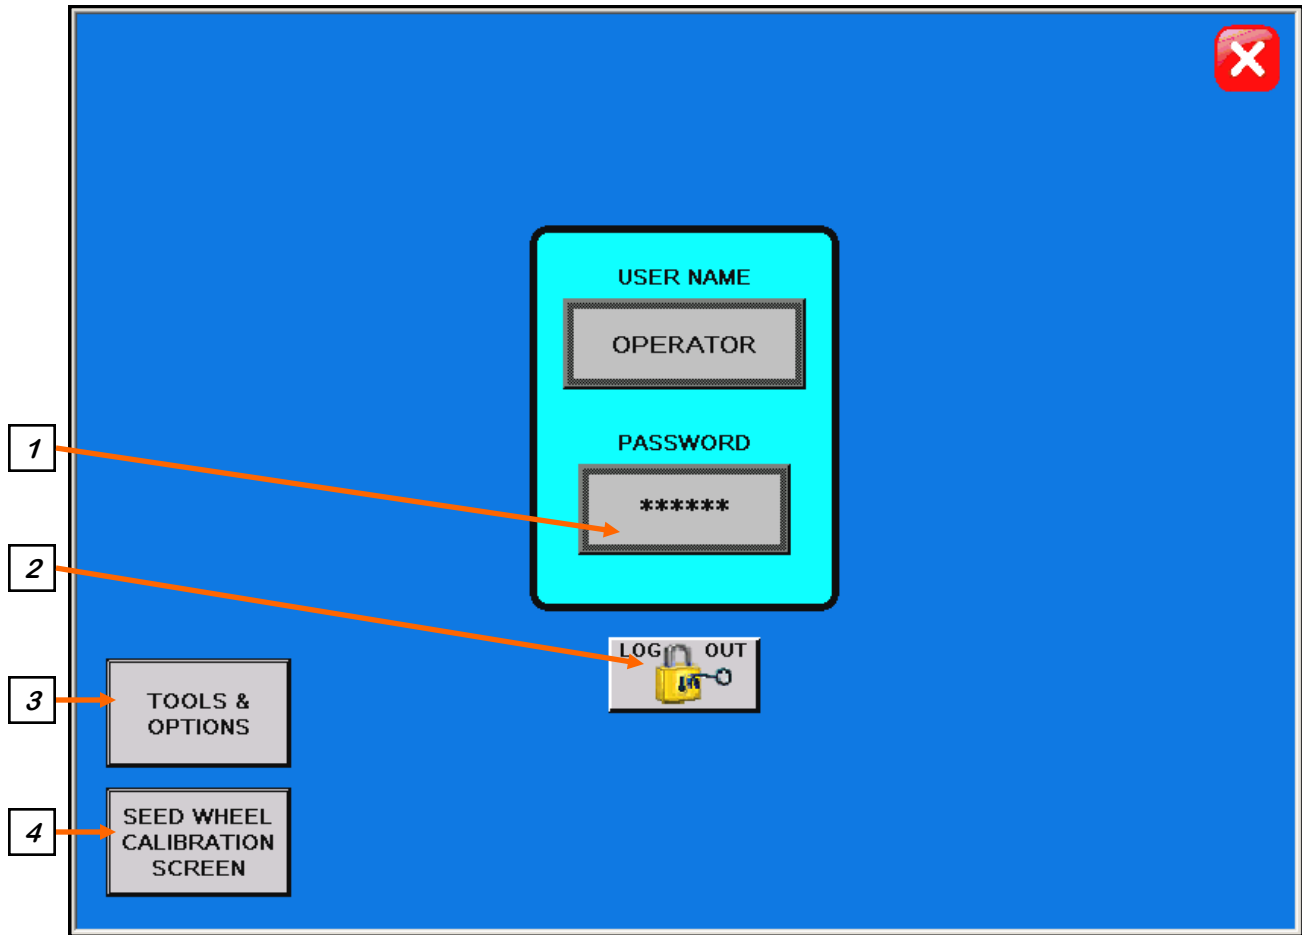 USER NAME
OPERATOR
1
PASSWORD
******
2
LOG OUT
3
TOOLS &
OPTIONS
4
SEED WHEEL
CALIBRATION
SCREEN